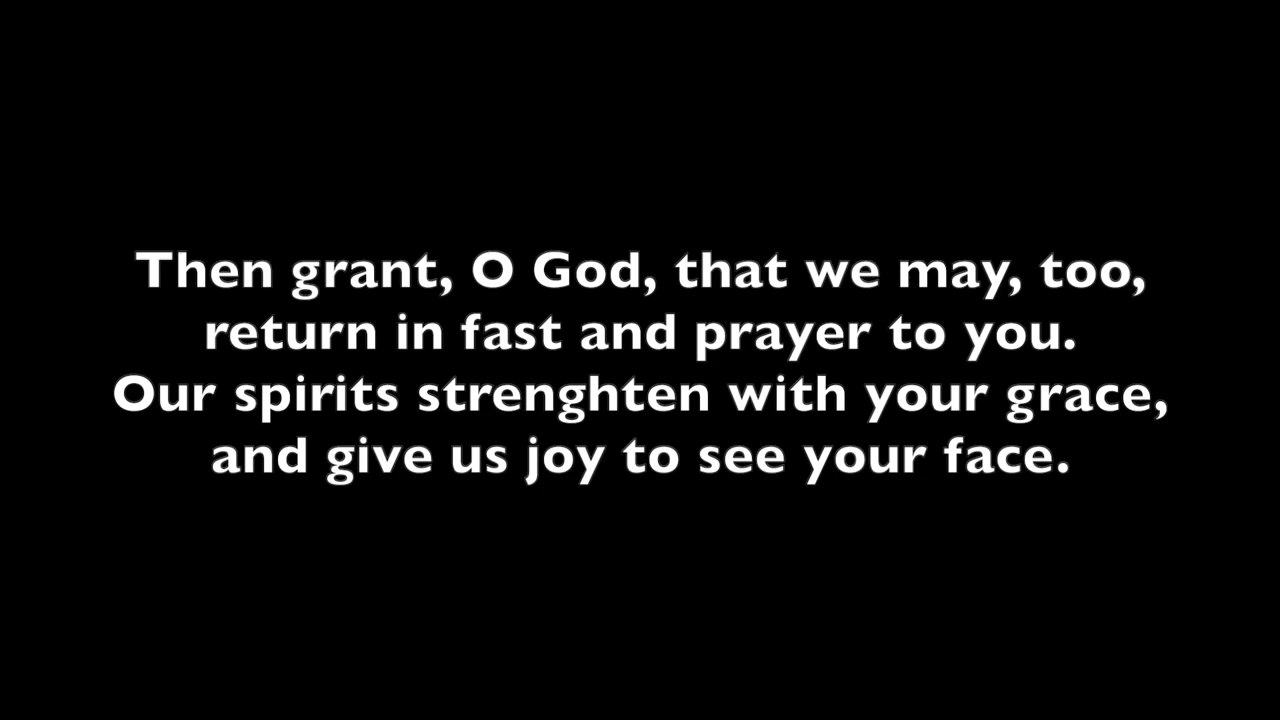 Then grant, O God, that we may, too,
return in fast and prayer to you.
Our spirits strenghten with your grace,
and give us joy to see your face.